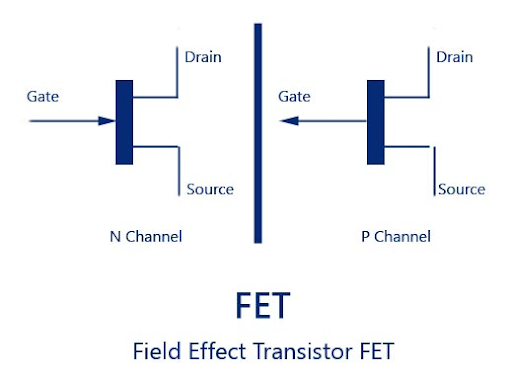 Drain
Gate
Source
N Channel
Drain
Gate
Source
P Channel
FET
Field Effect Transistor FET